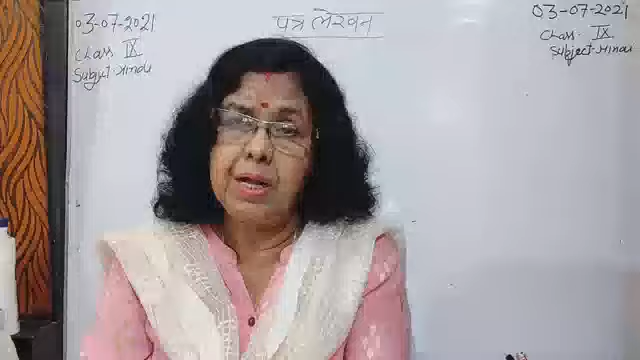 03-07-2021
Class IX
Subject-Hindi
पत्र लेखन
03-07-2021
Class IX
Subject-Hindi